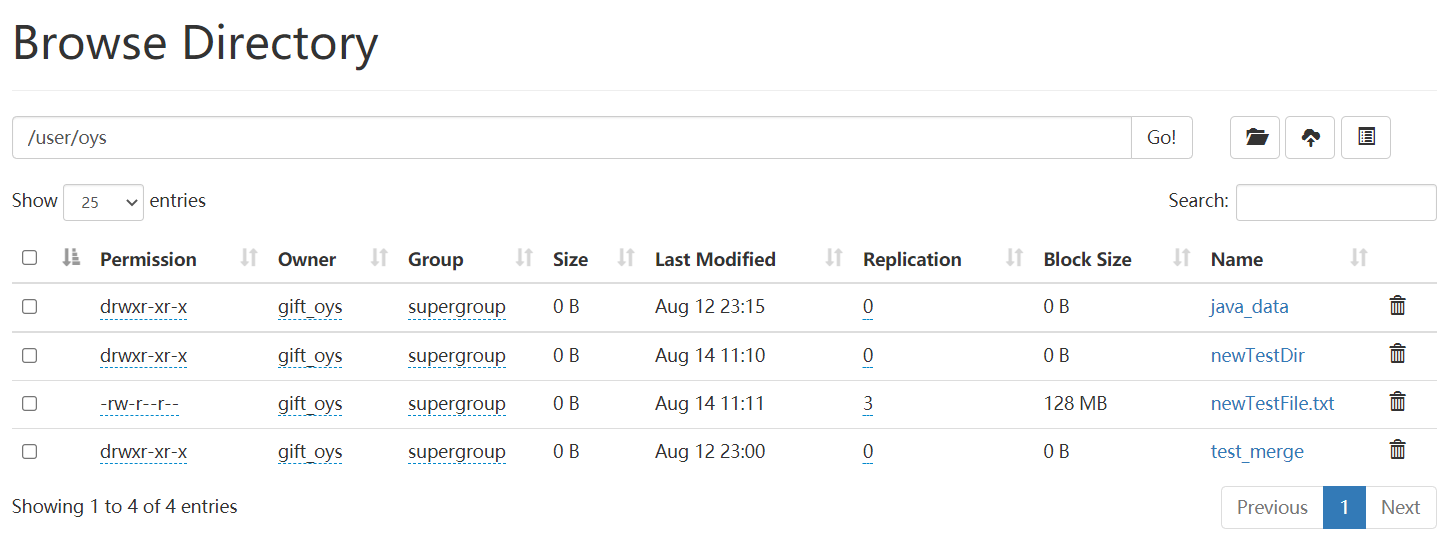 Browse Directory
/user/oys Go!
Show 25 entries Search:
Permission Owner Group Size Last Modified Replication Block Size Name
drwxr-xr-x gift_oys supergroup 0 B Aug 12 23:15 0 0 B java_data
drwxr-xr-x gift_oys supergroup 0 B Aug 14 11:10 0 0 B newTestDir
-rw-r--r-- gift_oys supergroup 0 B Aug 14 11:11 3 128 MB newTestFile.txt
drwxr-xr-x gift_oys supergroup 0 B Aug 12 23:00 0 0 B test_merge
Showing 1 to 4 of 4 entries Previous 1 Next